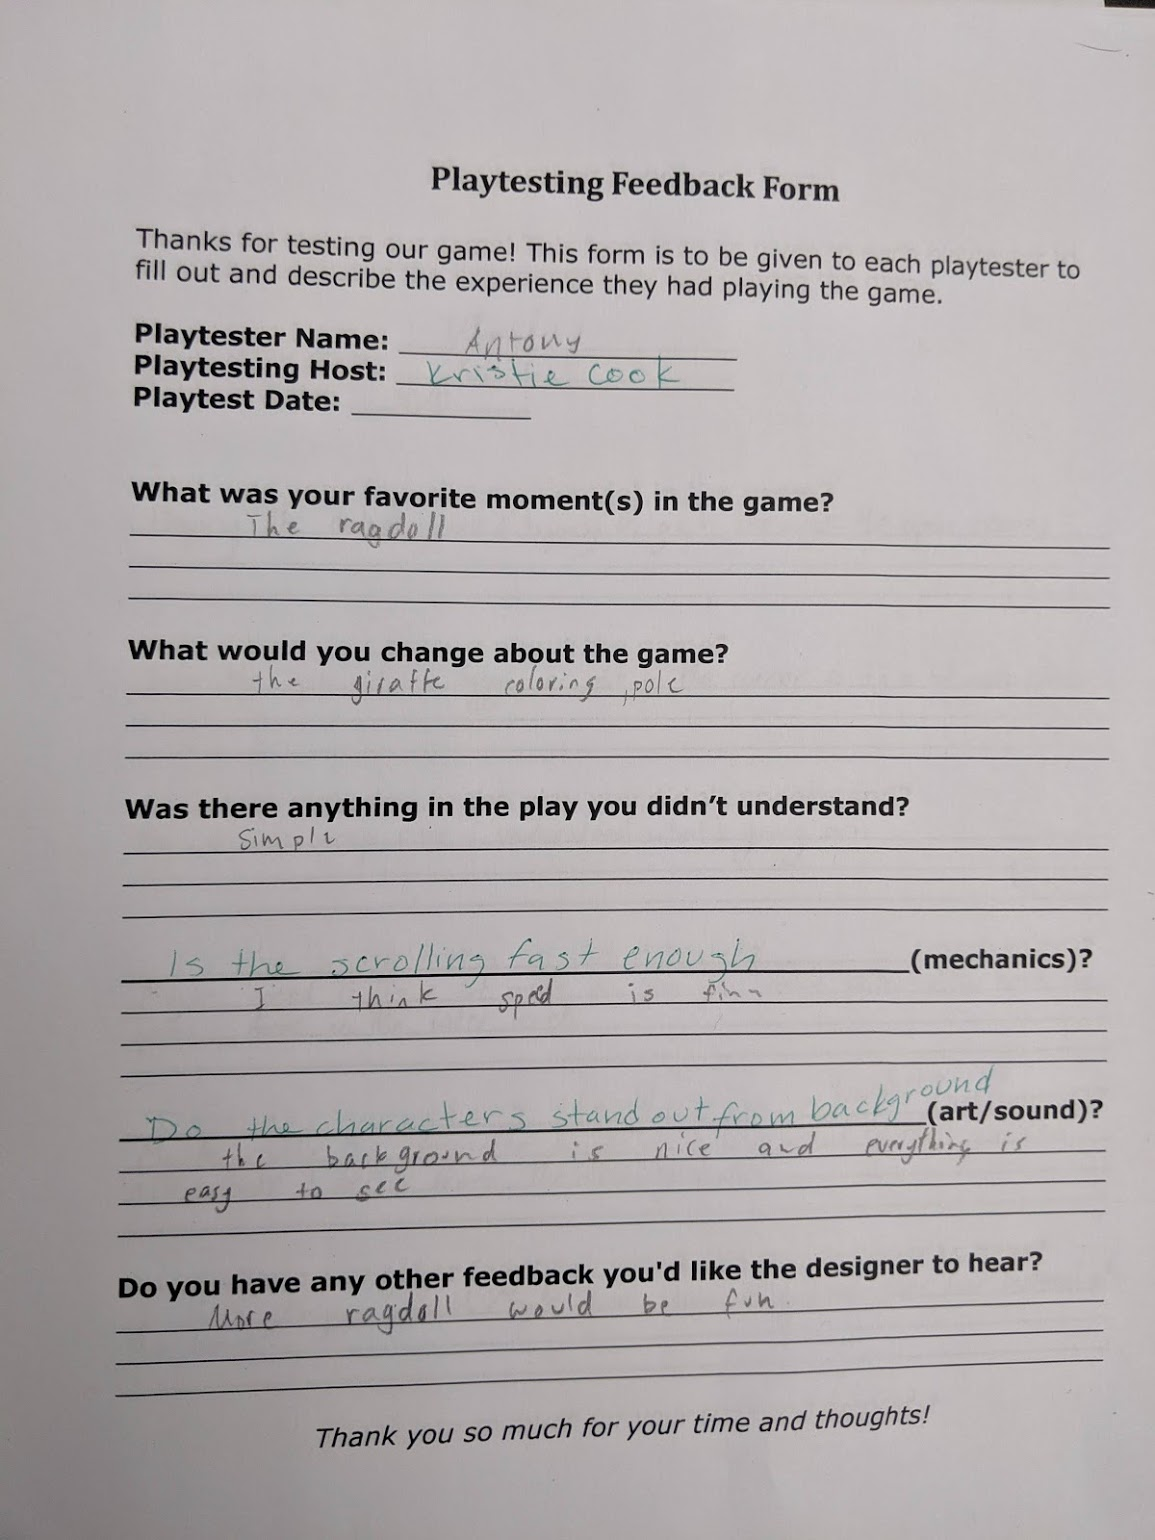 Playtesting Feedback Form
Thanks for testing our game! This form is to be given to each playtester to
fill out and describe the experience they had playing the game.
Playtester Name: Antony
Playtesting Host: Kristie Cook
Playtest Date:
What was your favorite moment(s) in the game?
The ragdoll
What would you change about the game?
the giraffe coloring, pole
Was there anything in the play you didn't understand?
Simple
Is the scrolling fast enough (mechanics)?
I think speed is fine
Do the characters stand out from background (art/sound)?
the background is nice and everything is
easy to see
Do you have any other feedback you'd like the designer to hear?
More ragdoll would be fun.
Thank you so much for your time and thoughts!